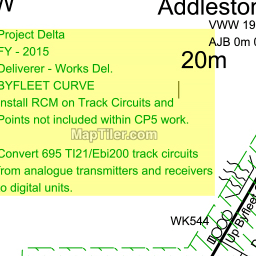 Addleston
VWW 19
Project Delta
AJB 0m 0
FY - 2015
20m
Deliverer - Works Del.
BYFLEET CURVE
Install RCM on Track Circuits and
Points not included within CP5 work.
MapTiler.com
Convert 695 TI21/Ebi200 track circuits
from analogue transmitters and receivers
to digital units.
WK544
Up Byfleet